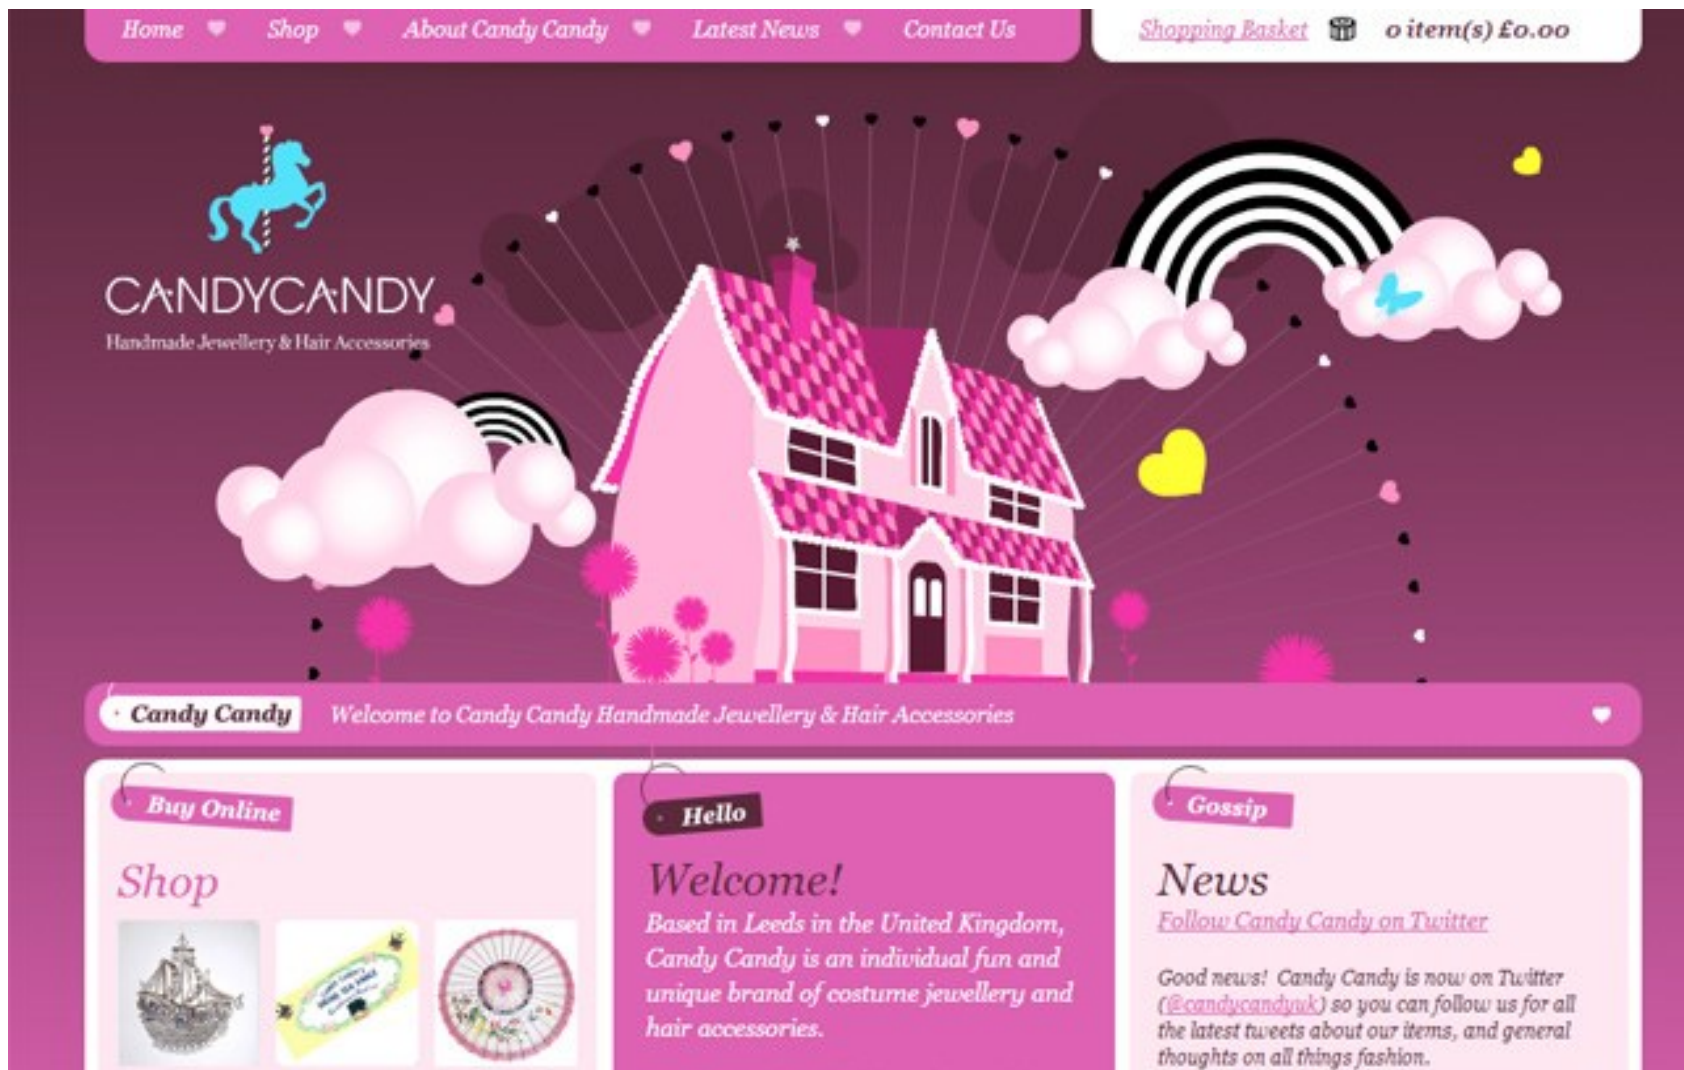 Home Shop About Candy Candy Latest News Contact Us
Shopping Basket 0 item(s) £0.00
CANDYCANDY
Handmade Jewellery & Hair Accessories
Candy Candy Welcome to Candy Candy Handmade Jewellery & Hair Accessories
Buy Online
Shop
Hello
Welcome!
Based in Leeds in the United Kingdom,
Candy Candy is an individual fun and
unique brand of costume jewellery and
hair accessories.
Gossip
News
Follow Candy Candy on Twitter
Good news! Candy Candy is now on Twitter
(@candycandyuk) so you can follow us for all
the latest tweets about our items, and general
thoughts on all things fashion.